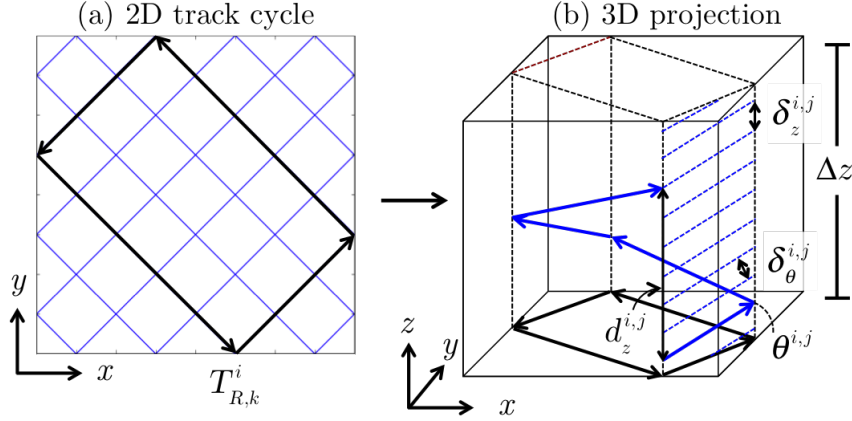 (a) 2D track cycle
(b) 3D projection
y
x
T^i_{R,k}
δ^{i,j}_z
Δz
δ^{i,j}_θ
d^{i,j}_z
θ^{i,j}
z
y
x